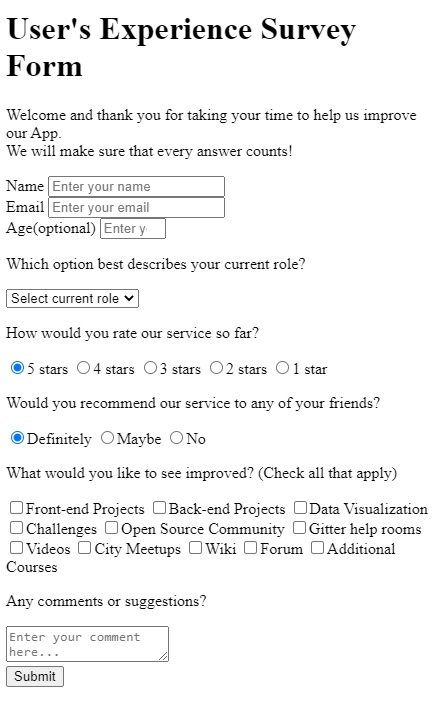 User's Experience Survey
Form
Welcome and thank you for taking your time to help us improve
our App.
We will make sure that every answer counts!
Name Enter your name
Email Enter your email
Age(optional) Enter y
Which option best describes your current role?
Select current role
How would you rate our service so far?
5 stars 4 stars 3 stars 2 stars 1 star
Would you recommend our service to any of your friends?
Definitely Maybe No
What would you like to see improved? (Check all that apply)
Front-end Projects Back-end Projects Data Visualization
Challenges Open Source Community Gitter help rooms
Videos City Meetups Wiki Forum Additional
Courses
Any comments or suggestions?
Enter your comment
here...
Submit